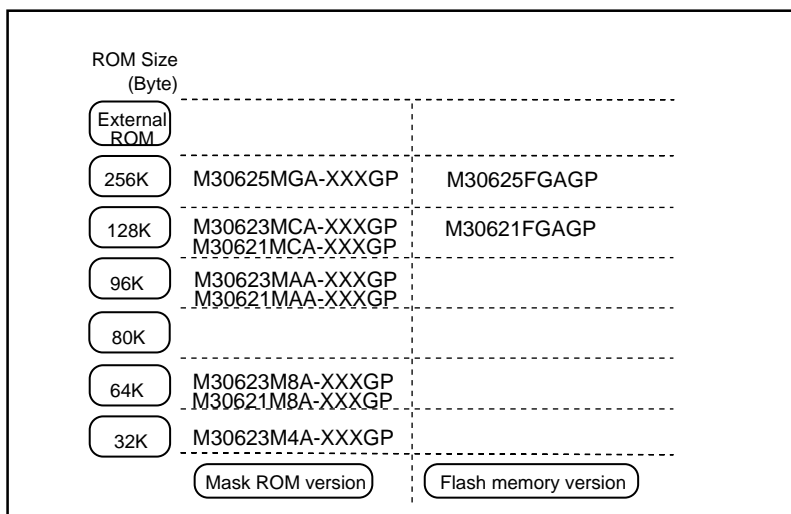 ROM Size
(Byte)
External
ROM
256K M30625MGA-XXXGP M30625FGAGP
128K M30623MCA-XXXGP M30621FGAGP
M30621MCA-XXXGP
96K M30623MAA-XXXGP
M30621MAA-XXXGP
80K
64K M30623M8A-XXXGP
M30621M8A-XXXGP
32K M30623M4A-XXXGP
Mask ROM version Flash memory version